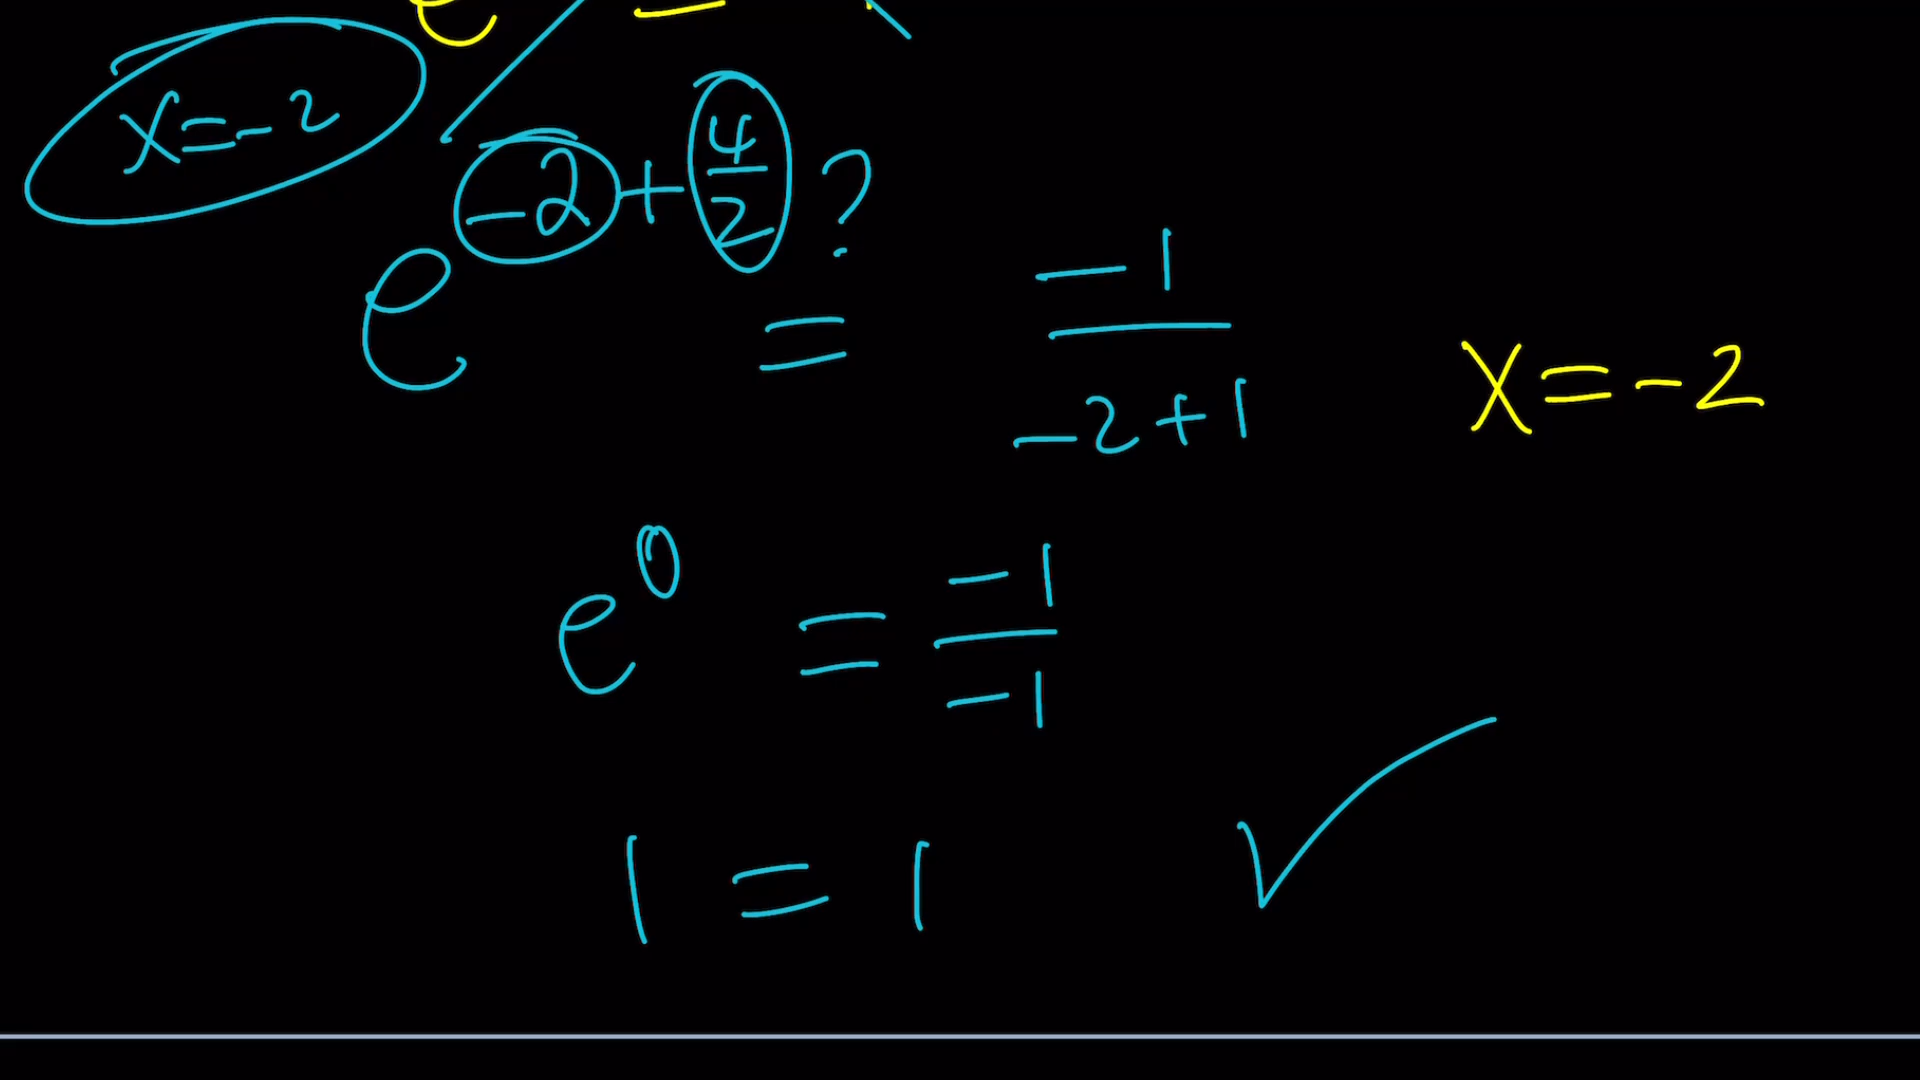 x=-2
e^(-2+4/2) ?= -1/(-2+1)
x=-2
e^0 = -1/-1
1=1 ✓